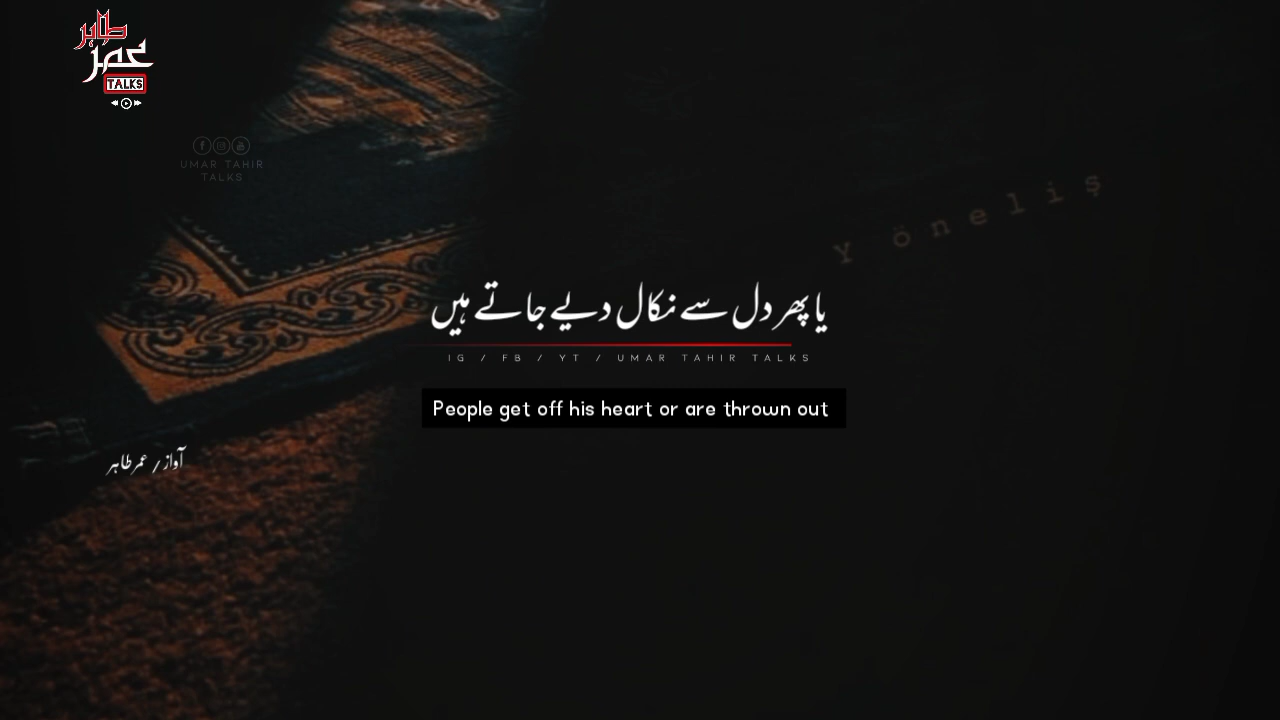 طاہر
عمر
TALKS
UMAR TAHIR
TALKS
Yöneliş
یا پھر دل سے نکال دیے جاتے ہیں
IG / FB / YT / UMAR TAHIR TALKS
People get off his heart or are thrown out
آواز / عمر طاہر